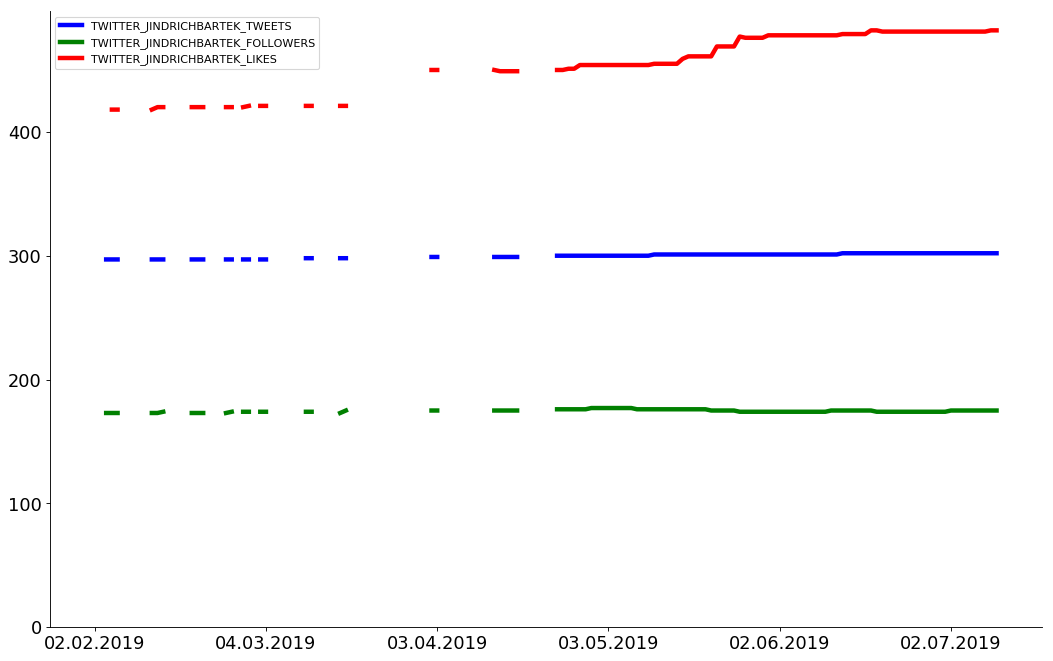 TWITTER_JINDRICHBARTEK_TWEETS
TWITTER_JINDRICHBARTEK_FOLLOWERS
TWITTER_JINDRICHBARTEK_LIKES
400
300
200
100
0
02.02.2019 04.03.2019 03.04.2019 03.05.2019 02.06.2019 02.07.2019